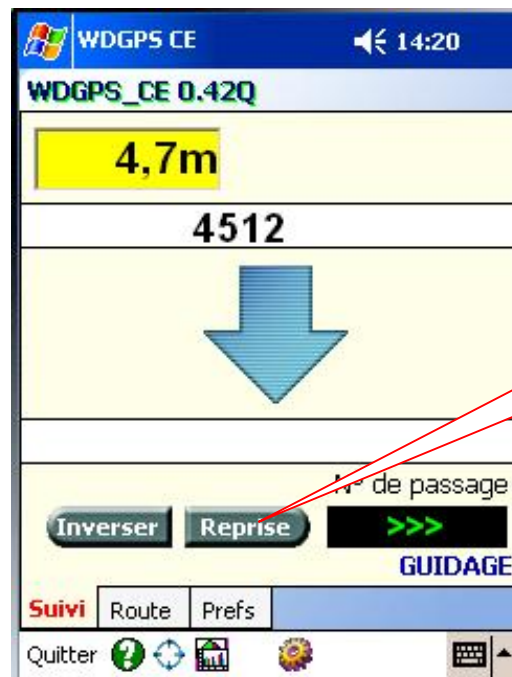 WDGPS CE 14:20
WDGPS_CE 0.42Q
4,7m
4512
N° de passage
Inverser Reprise >>>
GUIDAGE
Suivi Route Prefs
Quitter